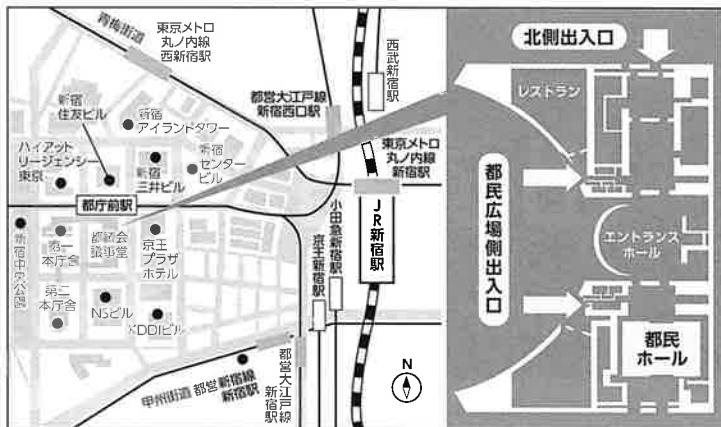 青梅街道
東京メトロ
丸ノ内線
西新宿駅
西武新宿駅
新宿
住友ビル
新宿
アイランドタワー
都営大江戸線
新宿西口駅
ハイアット
リージェンシー
東京
新宿
三井ビル
新宿
センター
ビル
東京メトロ
丸ノ内線
新宿駅
都庁前駅
JR新宿駅
小田急新宿駅
京王新宿駅
新宿中央公園
第一
本庁舎
都議会
議事堂
京王
プラザ
ホテル
第二
本庁舎
NSビル
KDDIビル
甲州街道
都営新宿線
新宿駅
都営大江戸線
新宿駅
N
北側出入口
レストラン
都民広場側出入口
エントランス
ホール
都民
ホール